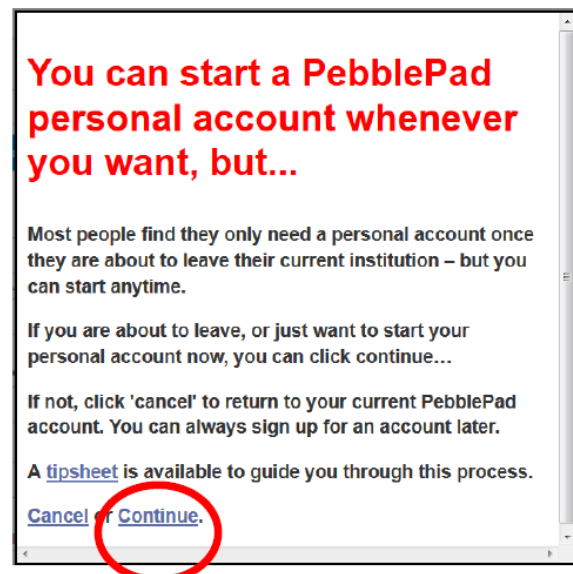 You can start a PebblePad
personal account whenever
you want, but...
Most people find they only need a personal account once
they are about to leave their current institution – but you
can start anytime.
If you are about to leave, or just want to start your
personal account now, you can click continue…
If not, click 'cancel' to return to your current PebblePad
account. You can always sign up for an account later.
A tipsheet is available to guide you through this process.
Cancel or Continue.